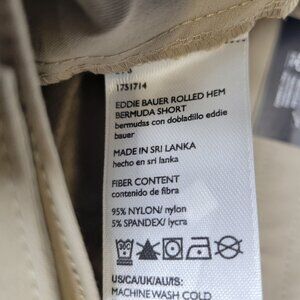 1751714
EDDIE BAUER ROLLED HEM
BERMUDA SHORT
bermudas con dobladillo eddie
bauer
MADE IN SRI LANKA
hecho en sri lanka
FIBER CONTENT
contenido de fibra
95% NYLON/ nylon
5% SPANDEX/ lycra
US/CA/UK/AU/IS:
MACHINE WASH COLD